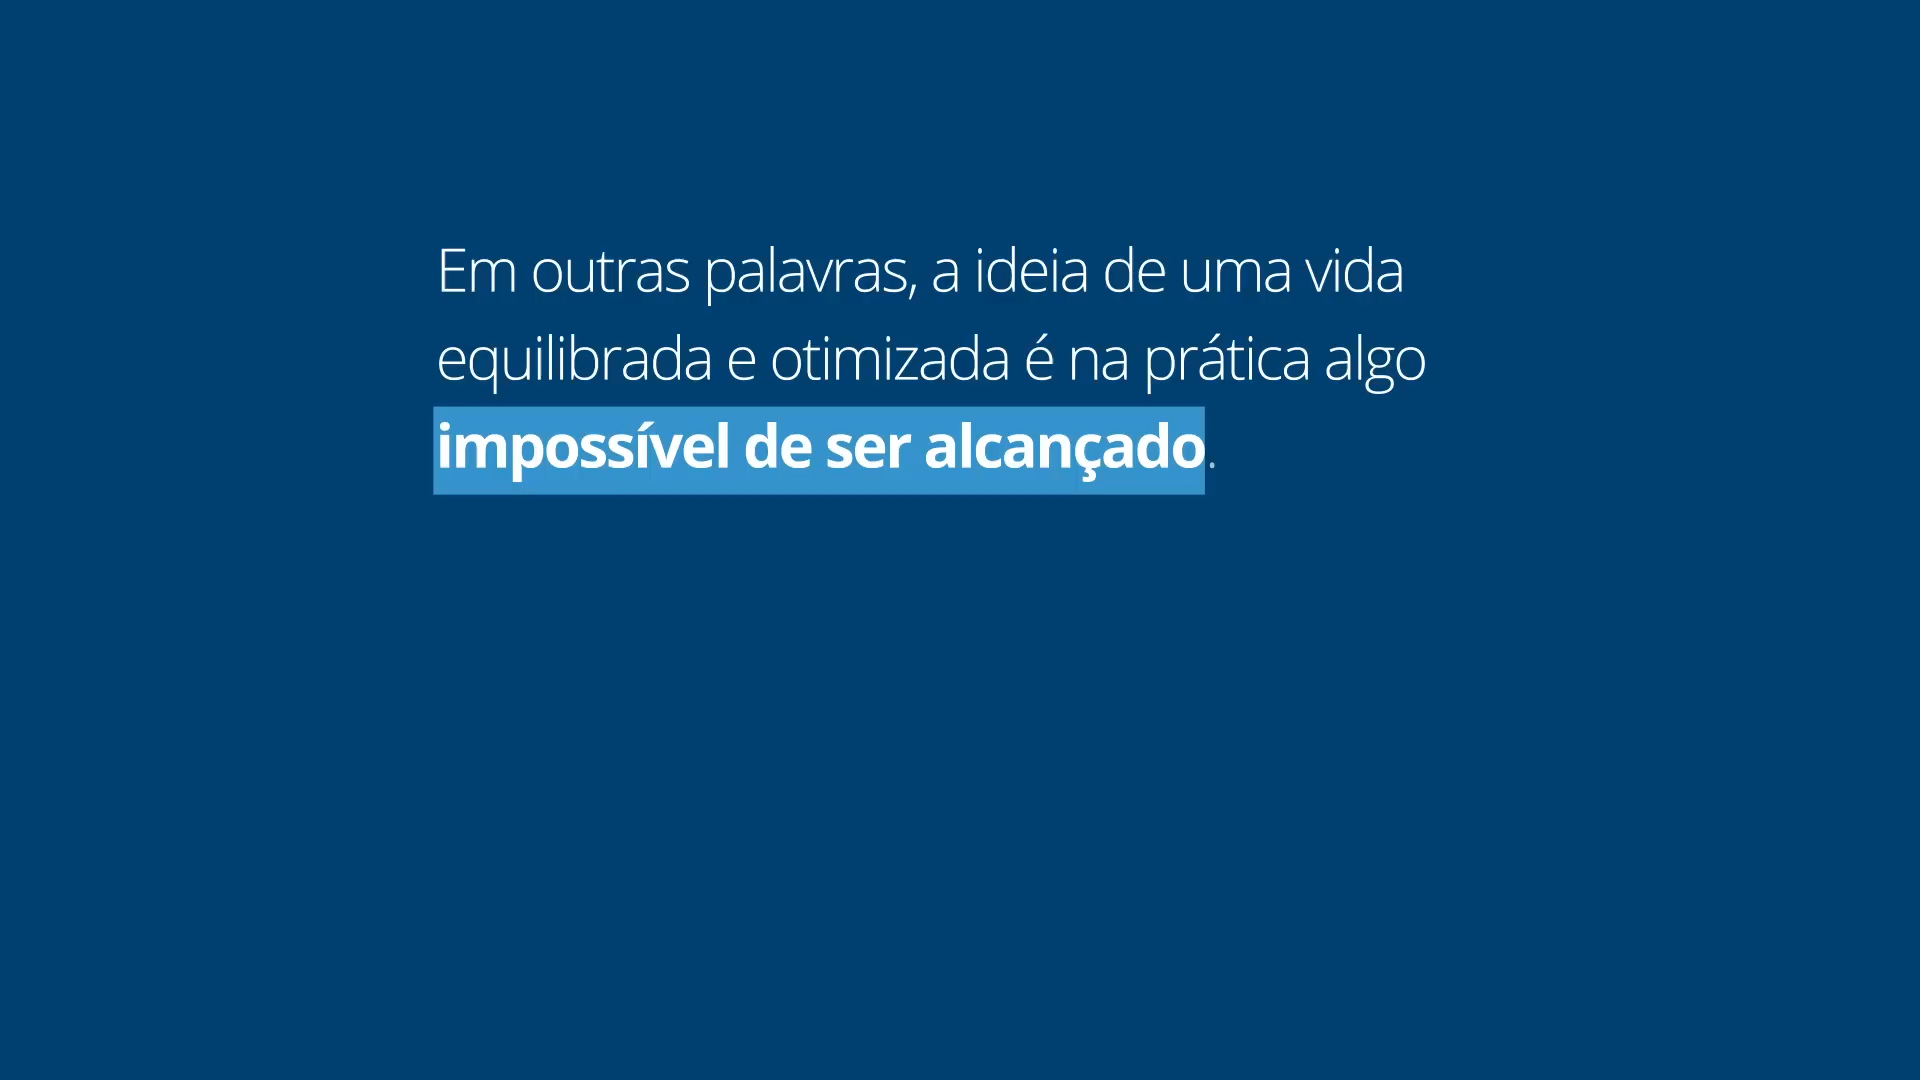 Em outras palavras, a ideia de uma vida
equilibrada e otimizada é na prática algo
impossível de ser alcançado.